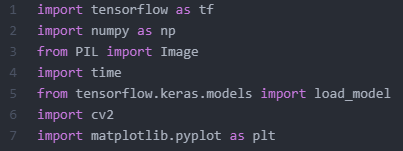 1 import tensorflow as tf
2 import numpy as np
3 from PIL import Image
4 import time
5 from tensorflow.keras.models import load_model
6 import cv2
7 import matplotlib.pyplot as plt